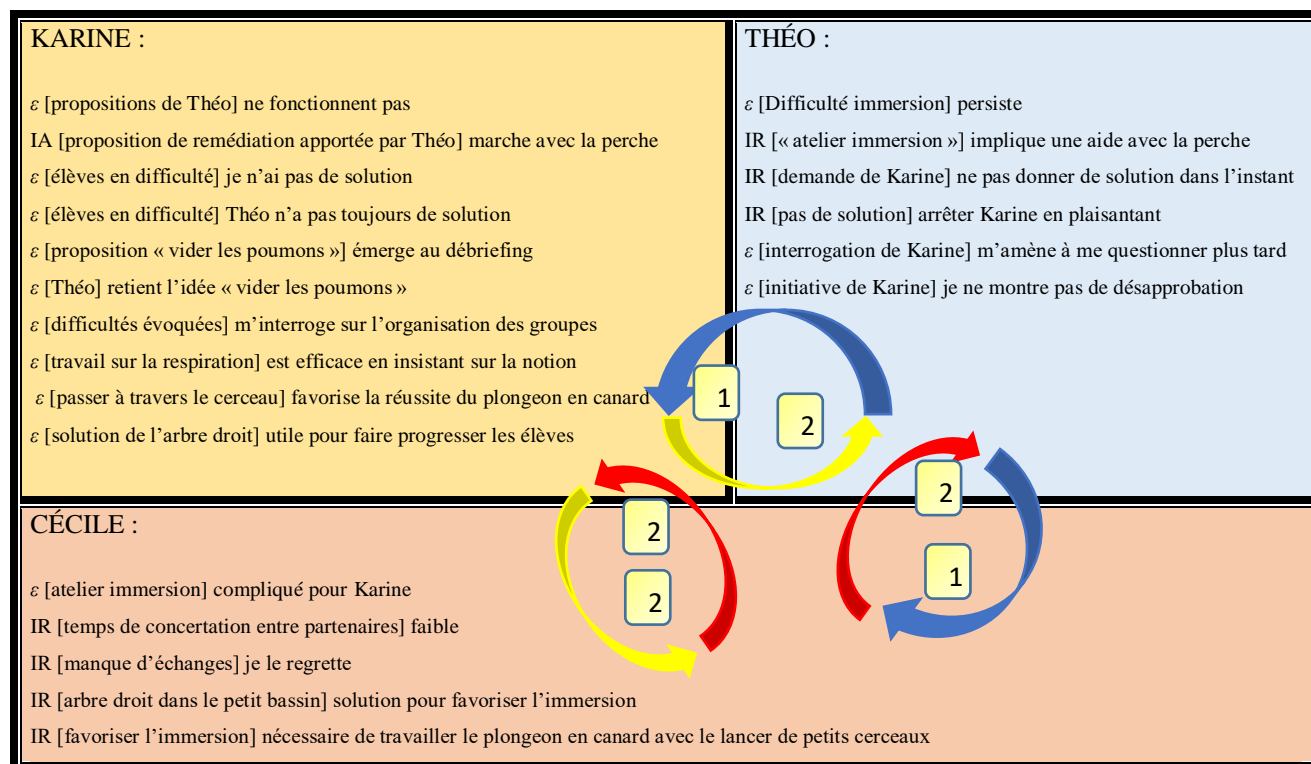 KARINE :
ε [propositions de Théo] ne fonctionnent pas
IA [proposition de remédiation apportée par Théo] marche avec la perche
ε [élèves en difficulté] je n’ai pas de solution
ε [élèves en difficulté] Théo n’a pas toujours de solution
ε [proposition « vider les poumons »] émerge au débriefing
ε [Théo] retient l’idée « vider les poumons »
ε [difficultés évoquées] m’interroge sur l’organisation des groupes
ε [travail sur la respiration] est efficace en insistant sur la notion
ε [passer à travers le cerceau] favorise la réussite du plongeon en canard
ε [solution de l’arbre droit] utile pour faire progresser les élèves
THÉO :
ε [Difficulté immersion] persiste
IR [« atelier immersion »] implique une aide avec la perche
IR [demande de Karine] ne pas donner de solution dans l’instant
IR [pas de solution] arrêter Karine en plaisantant
ε [interrogation de Karine] m’amène à me questionner plus tard
ε [initiative de Karine] je ne montre pas de désapprobation
1
2
2
1
2
2
CÉCILE :
ε [atelier immersion] compliqué pour Karine
IR [temps de concertation entre partenaires] faible
IR [manque d’échanges] je le regrette
IR [arbre droit dans le petit bassin] solution pour favoriser l’immersion
IR [favoriser l’immersion] nécessaire de travailler le plongeon en canard avec le lancer de petits cerceaux